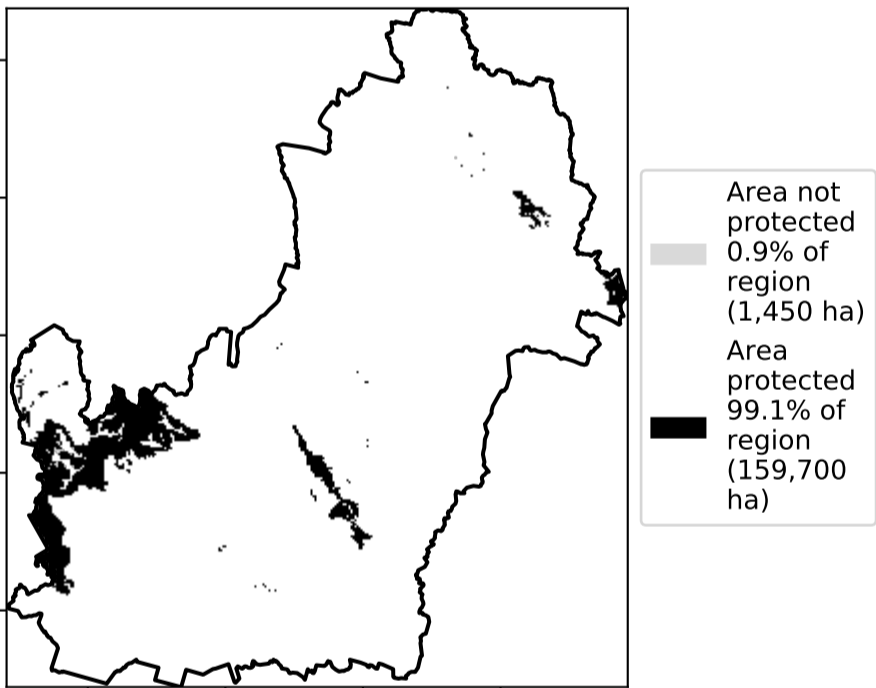 Area not
protected
0.9% of
region
(1,450 ha)
Area
protected
99.1% of
region
(159,700
ha)